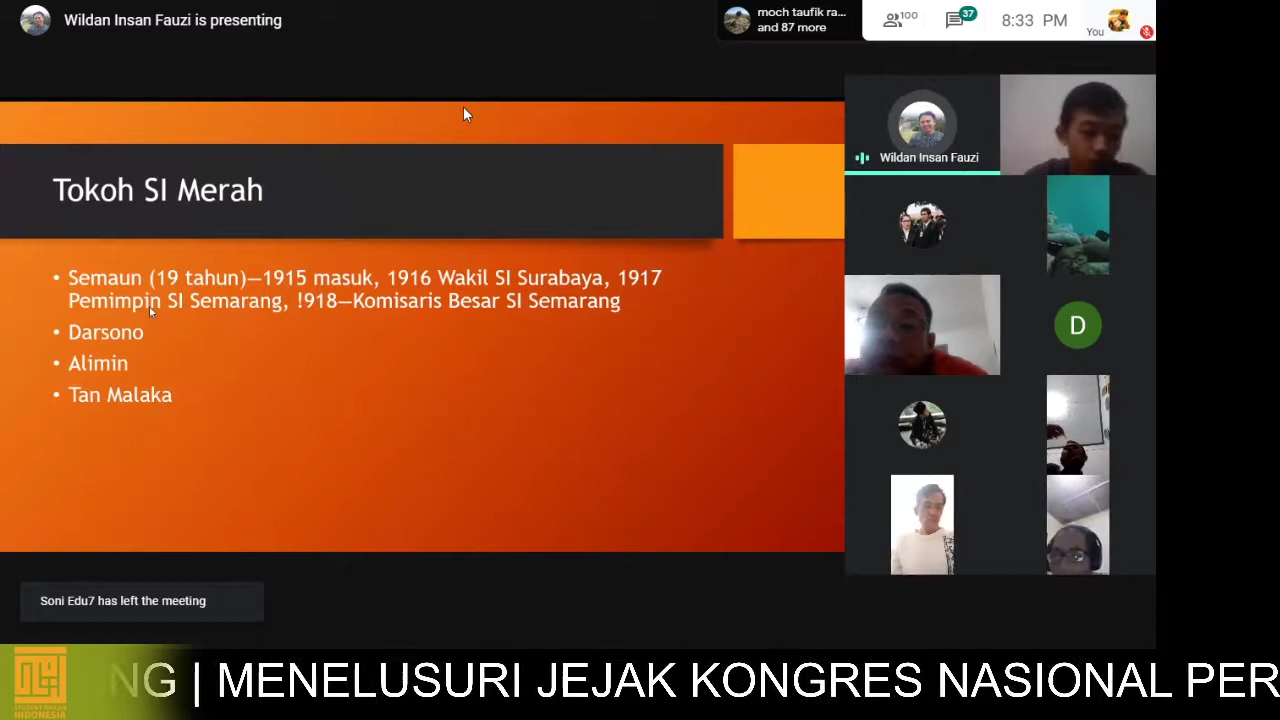 Wildan Insan Fauzi is presenting
moch taufik ra...
and 87 more
100
37
8:33 PM
You
Wildan Insan Fauzi
Tokoh SI Merah
• Semaun (19 tahun)—1915 masuk, 1916 Wakil SI Surabaya, 1917
Pemimpin SI Semarang, !918—Komisaris Besar SI Semarang
• Darsono
• Alimin
• Tan Malaka
D
Soni Edu7 has left the meeting
NG | MENELUSURI JEJAK KONGRES NASIONAL PER
INDONESIA